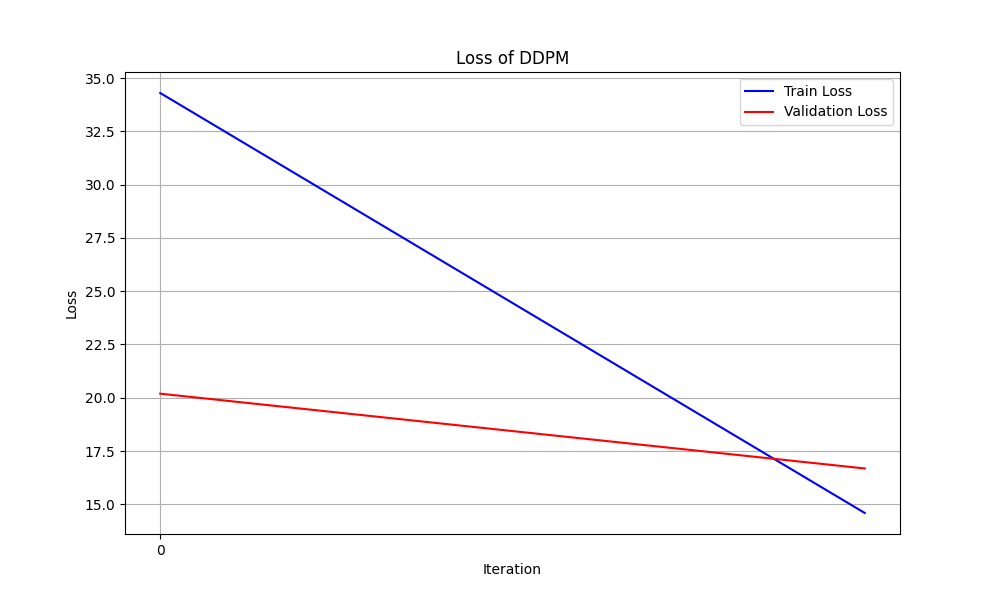 Loss of DDPM
Train Loss
Validation Loss
35.0
32.5
30.0
27.5
25.0
22.5
20.0
17.5
15.0
Loss
0
Iteration